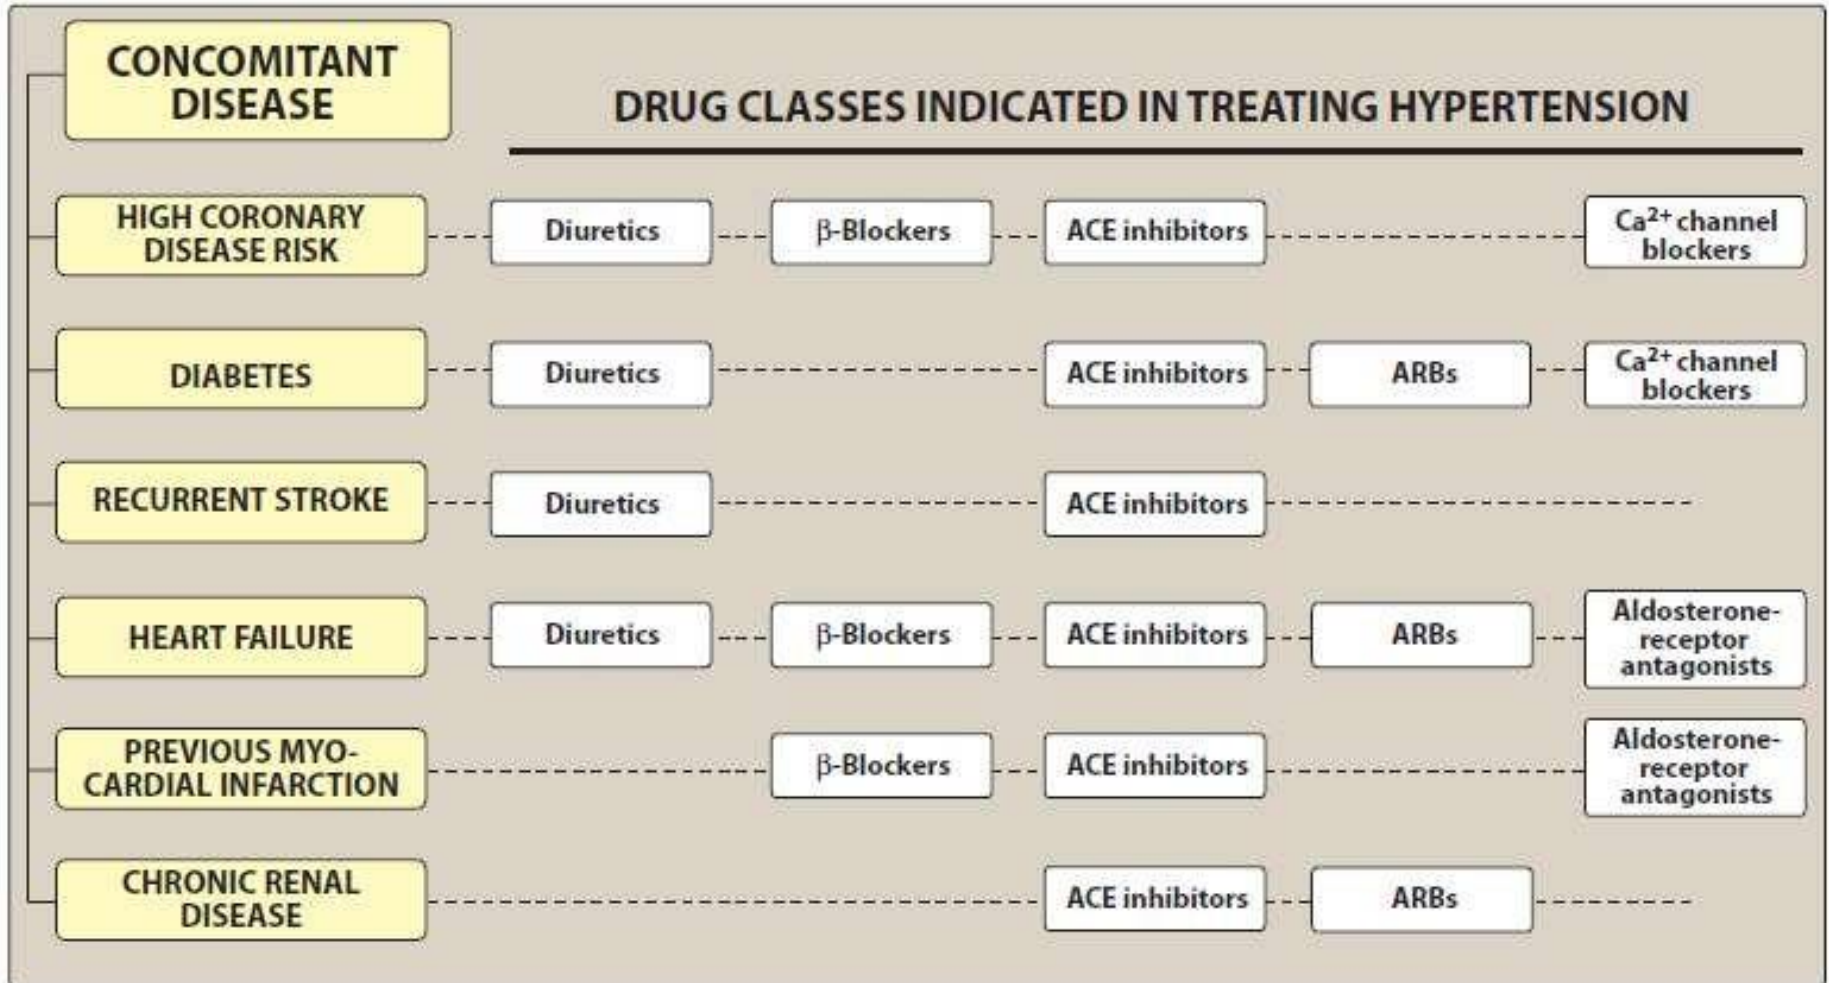 CONCOMITANT
DISEASE
DRUG CLASSES INDICATED IN TREATING HYPERTENSION
HIGH CORONARY
DISEASE RISK
Diuretics
β-Blockers
ACE inhibitors
Ca²⁺ channel
blockers
DIABETES
Diuretics
ACE inhibitors
ARBs
Ca²⁺ channel
blockers
RECURRENT STROKE
Diuretics
ACE inhibitors
HEART FAILURE
Diuretics
β-Blockers
ACE inhibitors
ARBs
Aldosterone-
receptor
antagonists
PREVIOUS MYO-
CARDIAL INFARCTION
β-Blockers
ACE inhibitors
Aldosterone-
receptor
antagonists
CHRONIC RENAL
DISEASE
ACE inhibitors
ARBs